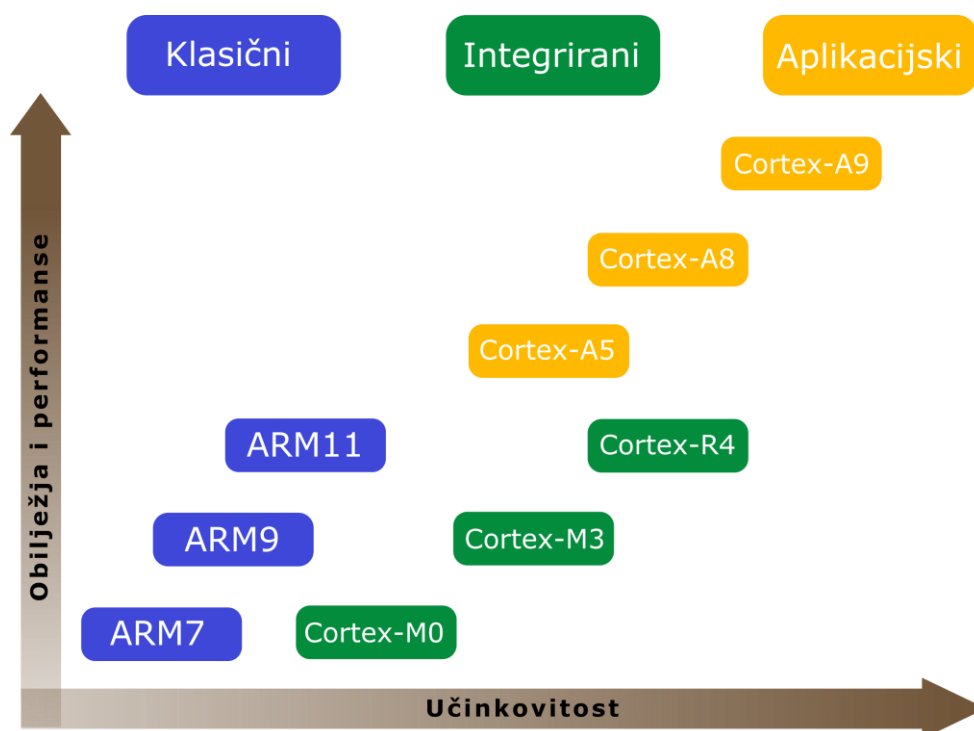 Klasični
Integrirani
Aplikacijski
Cortex-A9
Cortex-A8
Cortex-A5
ARM11
Cortex-R4
ARM9
Cortex-M3
ARM7
Cortex-M0
Obilježja i performanse
Učinkovitost